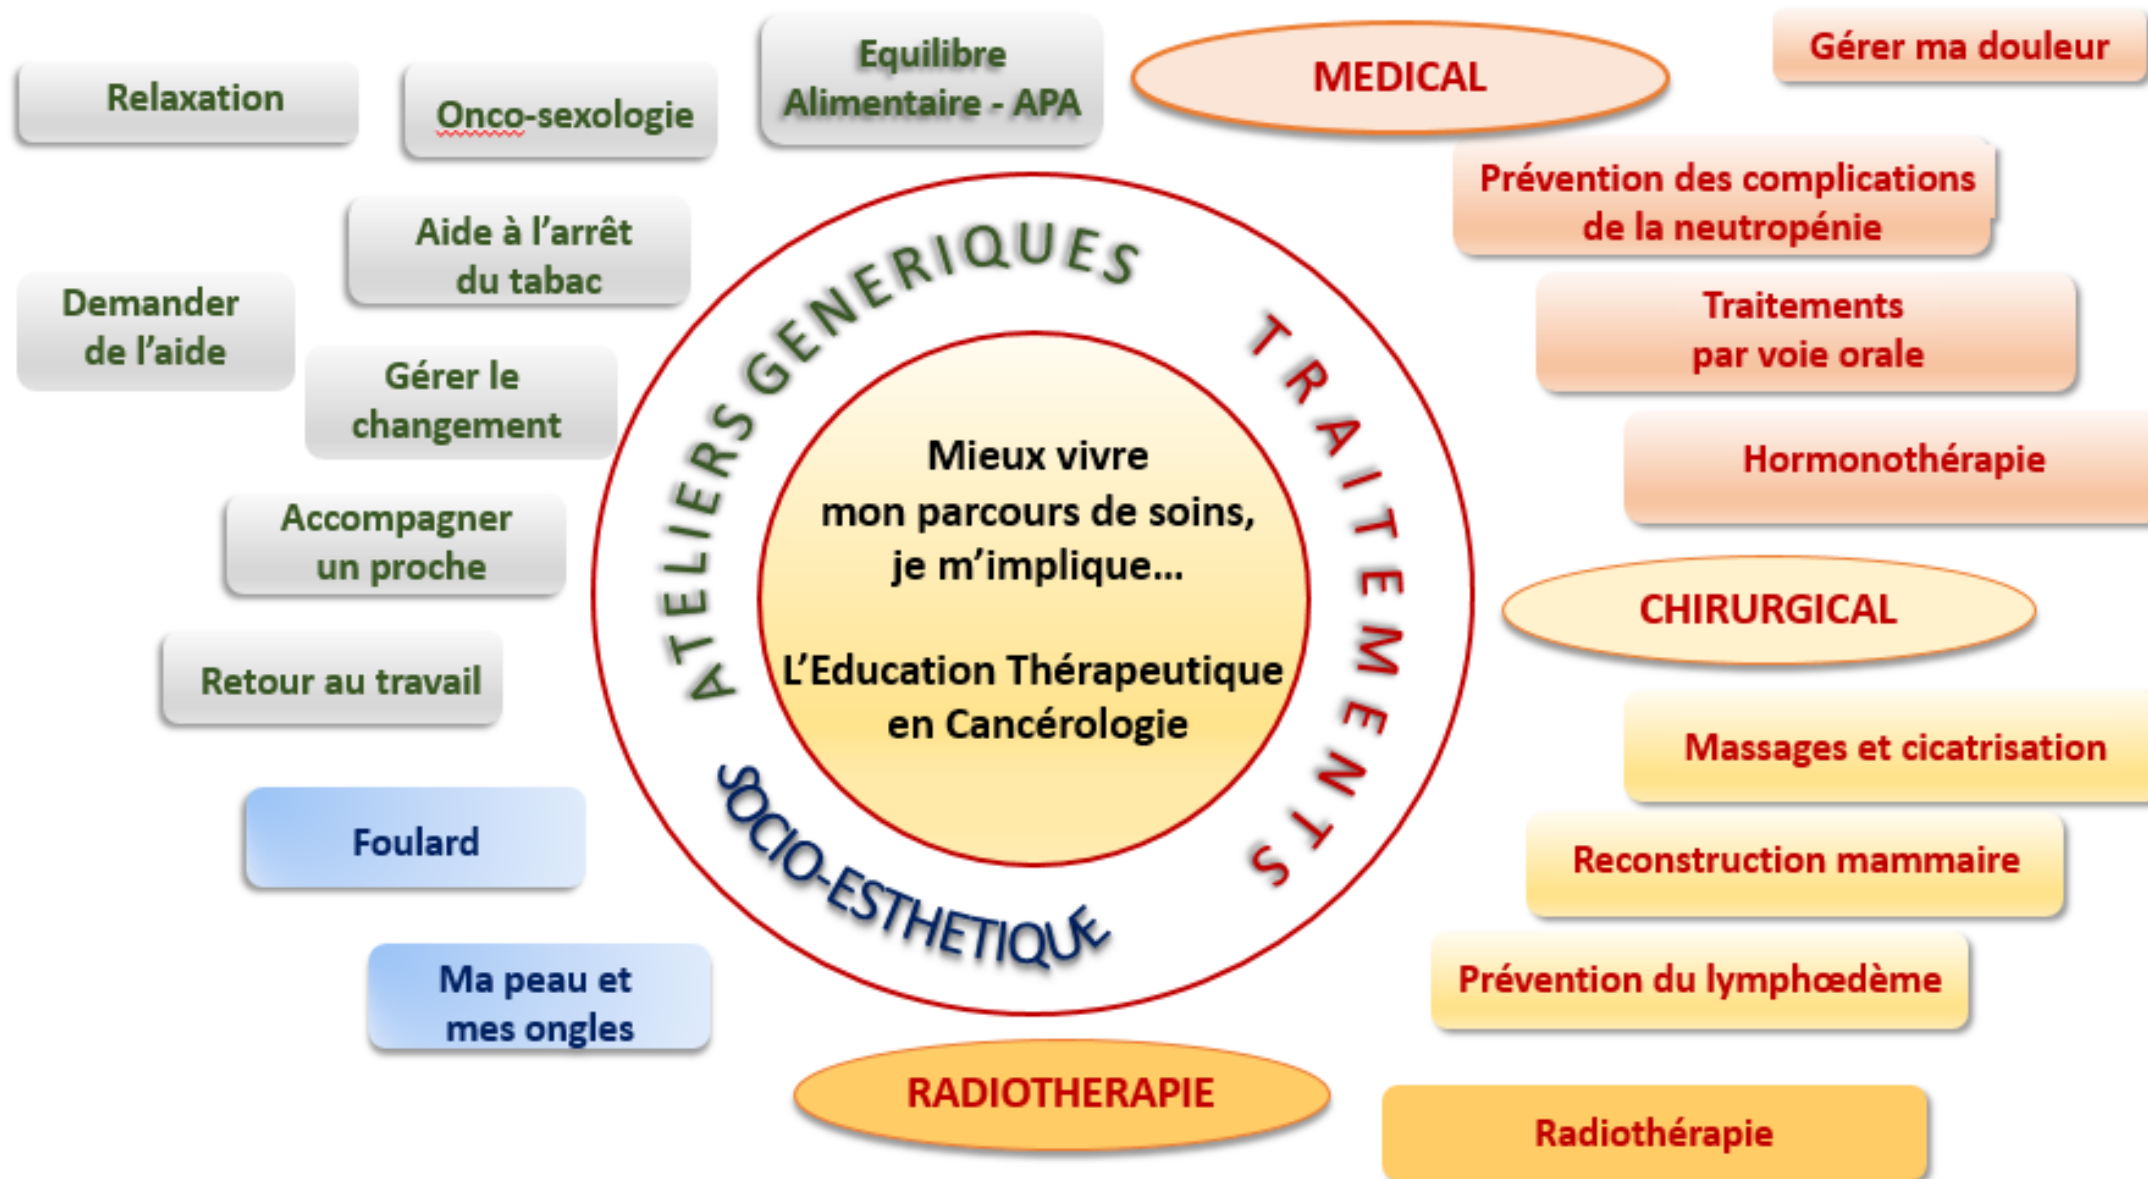 Relaxation
Onco-sexologie
Equilibre
Alimentaire - APA
Aide à l'arrêt
du tabac
Demander
de l'aide
Gérer le
changement
Accompagner
un proche
Retour au travail
Foulard
Ma peau et
mes ongles
ATELIERS GENERIQUES
TRAITEMENTS
SOCIO-ESTHETIQUE
Mieux vivre
mon parcours de soins,
je m'implique...
L'Education Thérapeutique
en Cancérologie
MEDICAL
Gérer ma douleur
Prévention des complications
de la neutropénie
Traitements
par voie orale
Hormonothérapie
CHIRURGICAL
Massages et cicatrisation
Reconstruction mammaire
Prévention du lymphœdème
RADIOTHERAPIE
Radiothérapie